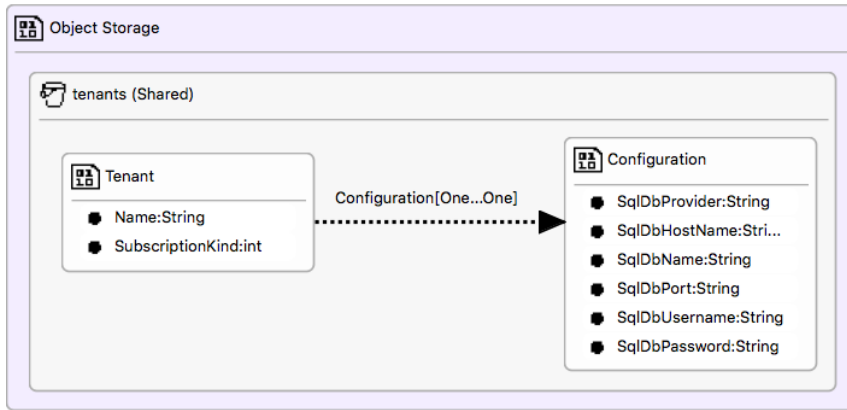 Object Storage
tenants (Shared)
Tenant
Name:String
SubscriptionKind:int
Configuration[One...One]
Configuration
SqlDbProvider:String
SqlDbHostName:Stri...
SqlDbName:String
SqlDbPort:String
SqlDbUsername:String
SqlDbPassword:String